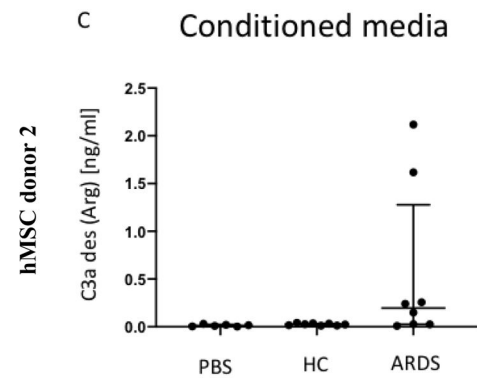 C
Conditioned media
hMSC donor 2
C3a des (Arg) [ng/ml]
2.5
2.0
1.5
1.0
0.5
0.0
PBS
HC
ARDS